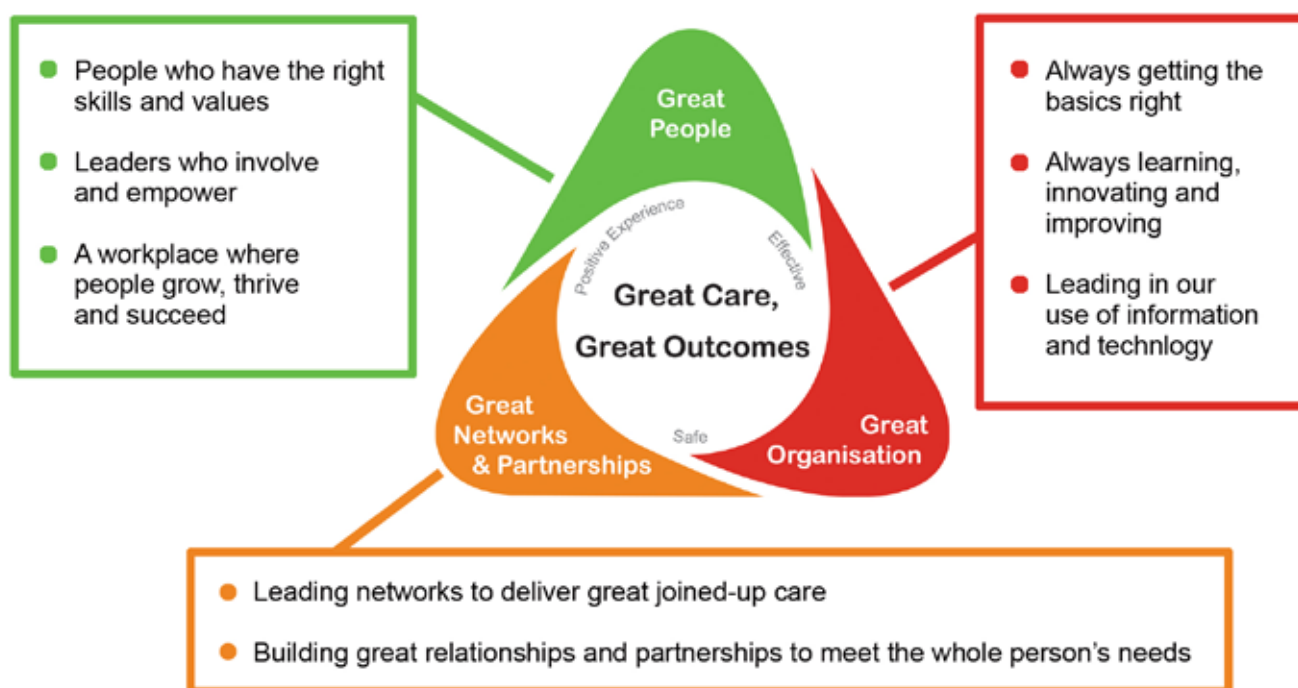 People who have the right
skills and values
Leaders who involve
and empower
A workplace where
people grow, thrive
and succeed
Great
People
Always getting the
basics right
Always learning,
innovating and
improving
Leading in our
use of information
and technlogy
Positive Experience
Effective
Safe
Great Care,
Great Outcomes
Great
Networks
& Partnerships
Great
Organisation
Leading networks to deliver great joined-up care
Building great relationships and partnerships to meet the whole person's needs